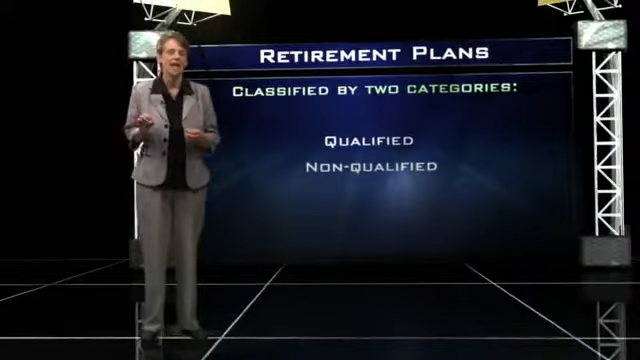 Retirement Plans
Classified by two categories:
Qualified
Non-Qualified